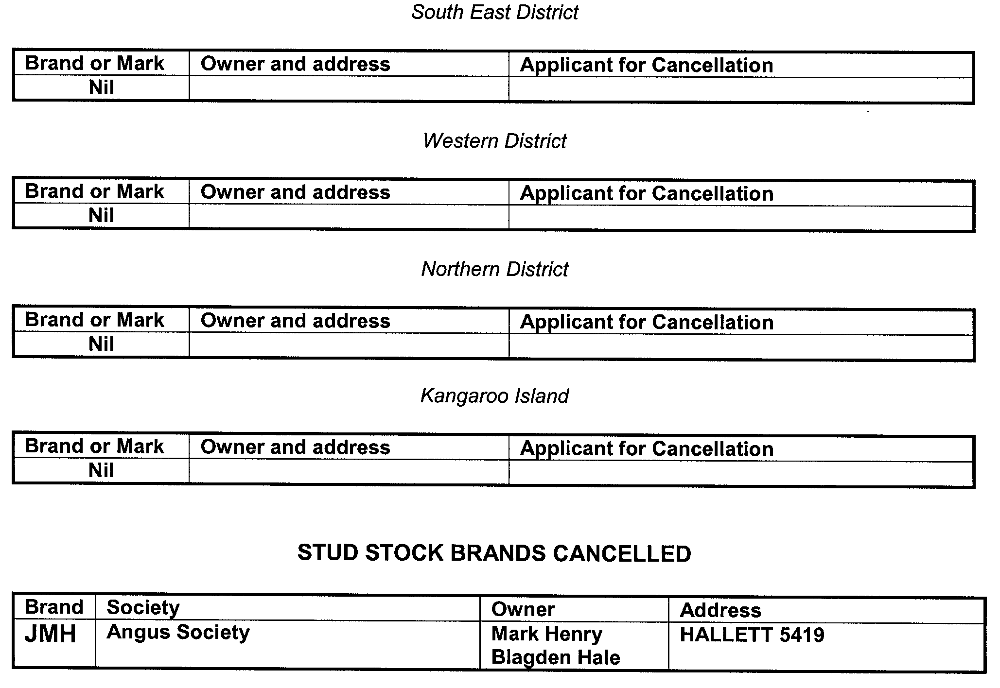 South East District
Brand or Mark Owner and address Applicant for Cancellation
Nil
Western District
Brand or Mark Owner and address Applicant for Cancellation
Nil
Northern District
Brand or Mark Owner and address Applicant for Cancellation
Nil
Kangaroo Island
Brand or Mark Owner and address Applicant for Cancellation
Nil
STUD STOCK BRANDS CANCELLED
Brand Society Owner Address
JMH Angus Society Mark Henry HALLETT 5419
Blagden Hale